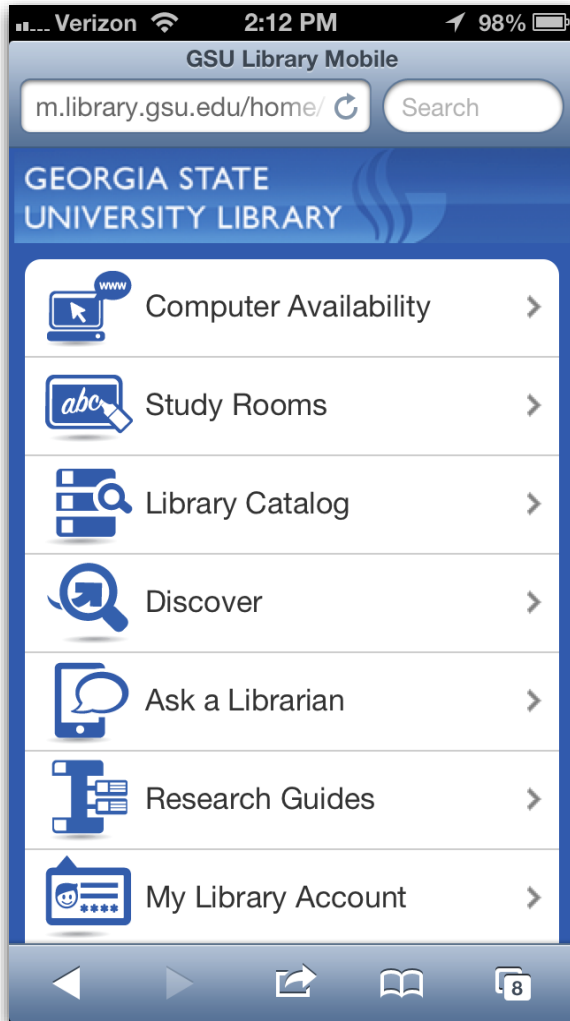 Verizon 2:12 PM 98%
GSU Library Mobile
m.library.gsu.edu/home/ Search
GEORGIA STATE
UNIVERSITY LIBRARY
www
Computer Availability
abc
Study Rooms
Library Catalog
Discover
Ask a Librarian
Research Guides
My Library Account
****
8